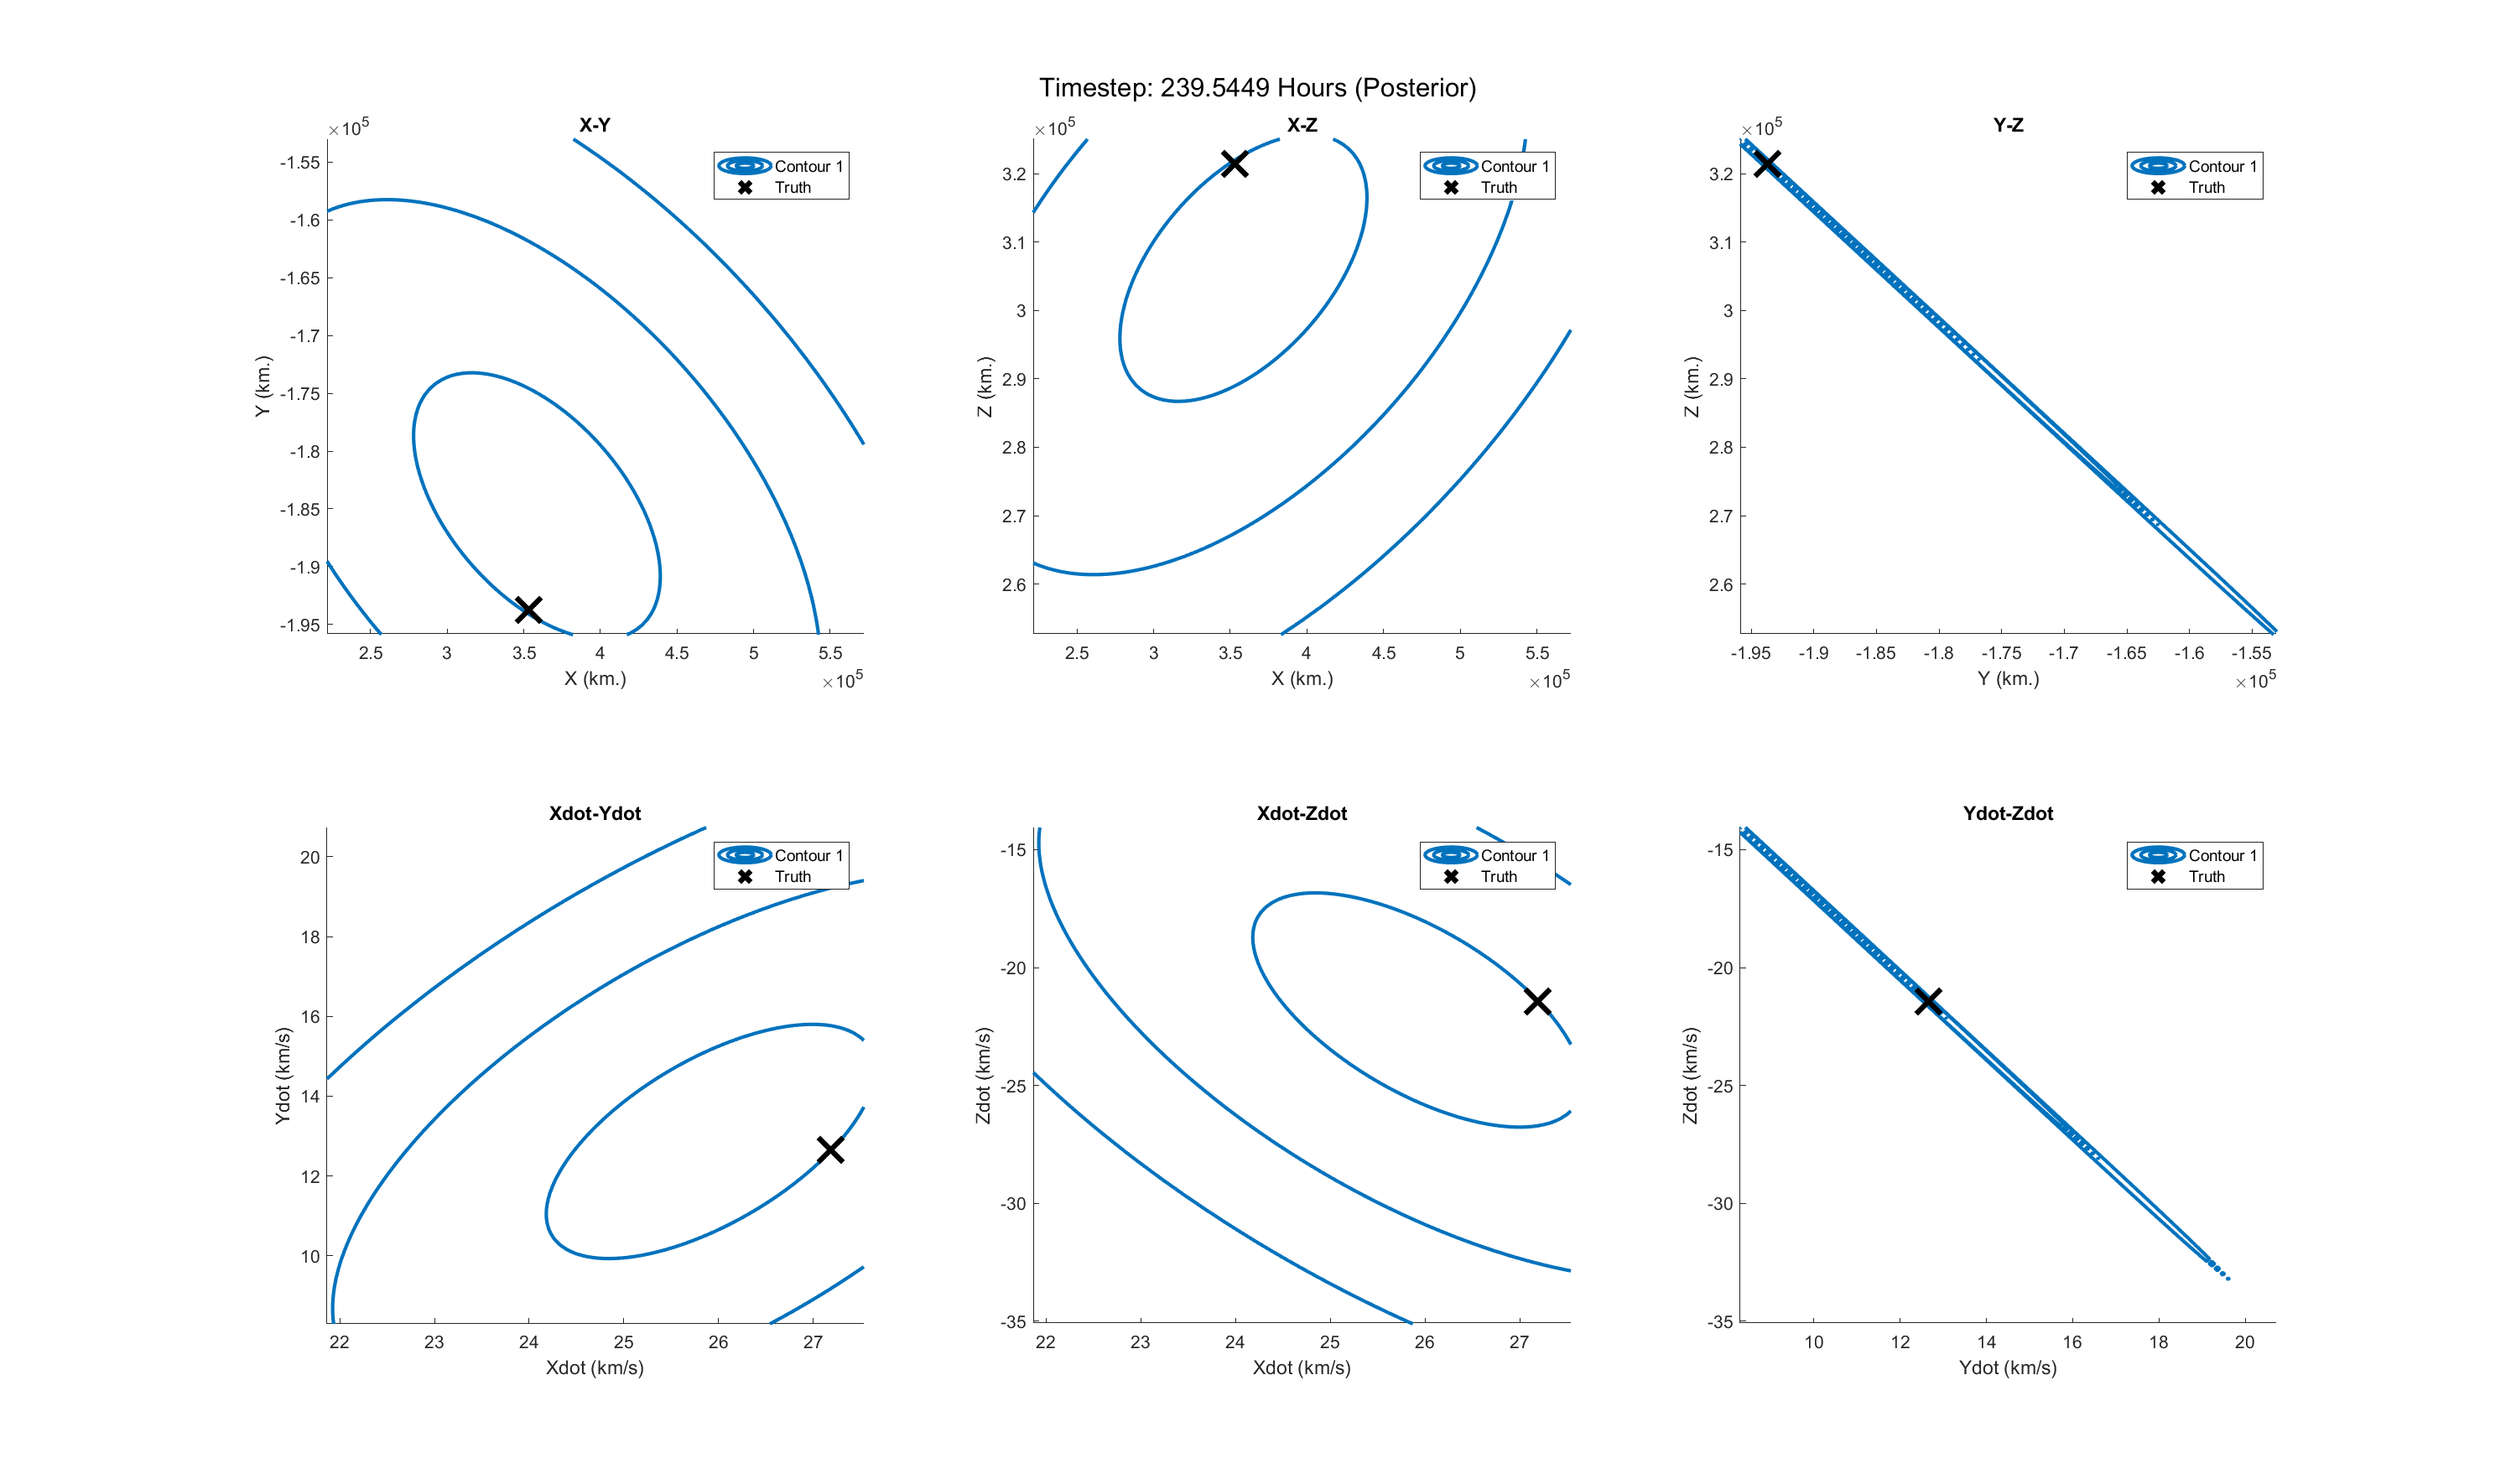 Timestep: 239.5449 Hours (Posterior)
X-Y
×10^5
-1.55
-1.6
-1.65
-1.7
-1.75
-1.8
-1.85
-1.9
-1.95
Y (km.)
2.5 3 3.5 4 4.5 5 5.5
X (km.)
×10^5
Contour 1
Truth
X-Z
×10^5
3.2
3.1
3
2.9
2.8
2.7
2.6
Z (km.)
2.5 3 3.5 4 4.5 5 5.5
X (km.)
×10^5
Contour 1
Truth
Y-Z
×10^5
3.2
3.1
3
2.9
2.8
2.7
2.6
Z (km.)
-1.95 -1.9 -1.85 -1.8 -1.75 -1.7 -1.65 -1.6 -1.55
Y (km.)
×10^5
Contour 1
Truth
Xdot-Ydot
20
18
16
14
12
10
Ydot (km/s)
22 23 24 25 26 27
Xdot (km/s)
Contour 1
Truth
Xdot-Zdot
-15
-20
-25
-30
-35
Zdot (km/s)
22 23 24 25 26 27
Xdot (km/s)
Contour 1
Truth
Ydot-Zdot
-15
-20
-25
-30
-35
Zdot (km/s)
10 12 14 16 18 20
Ydot (km/s)
Contour 1
Truth